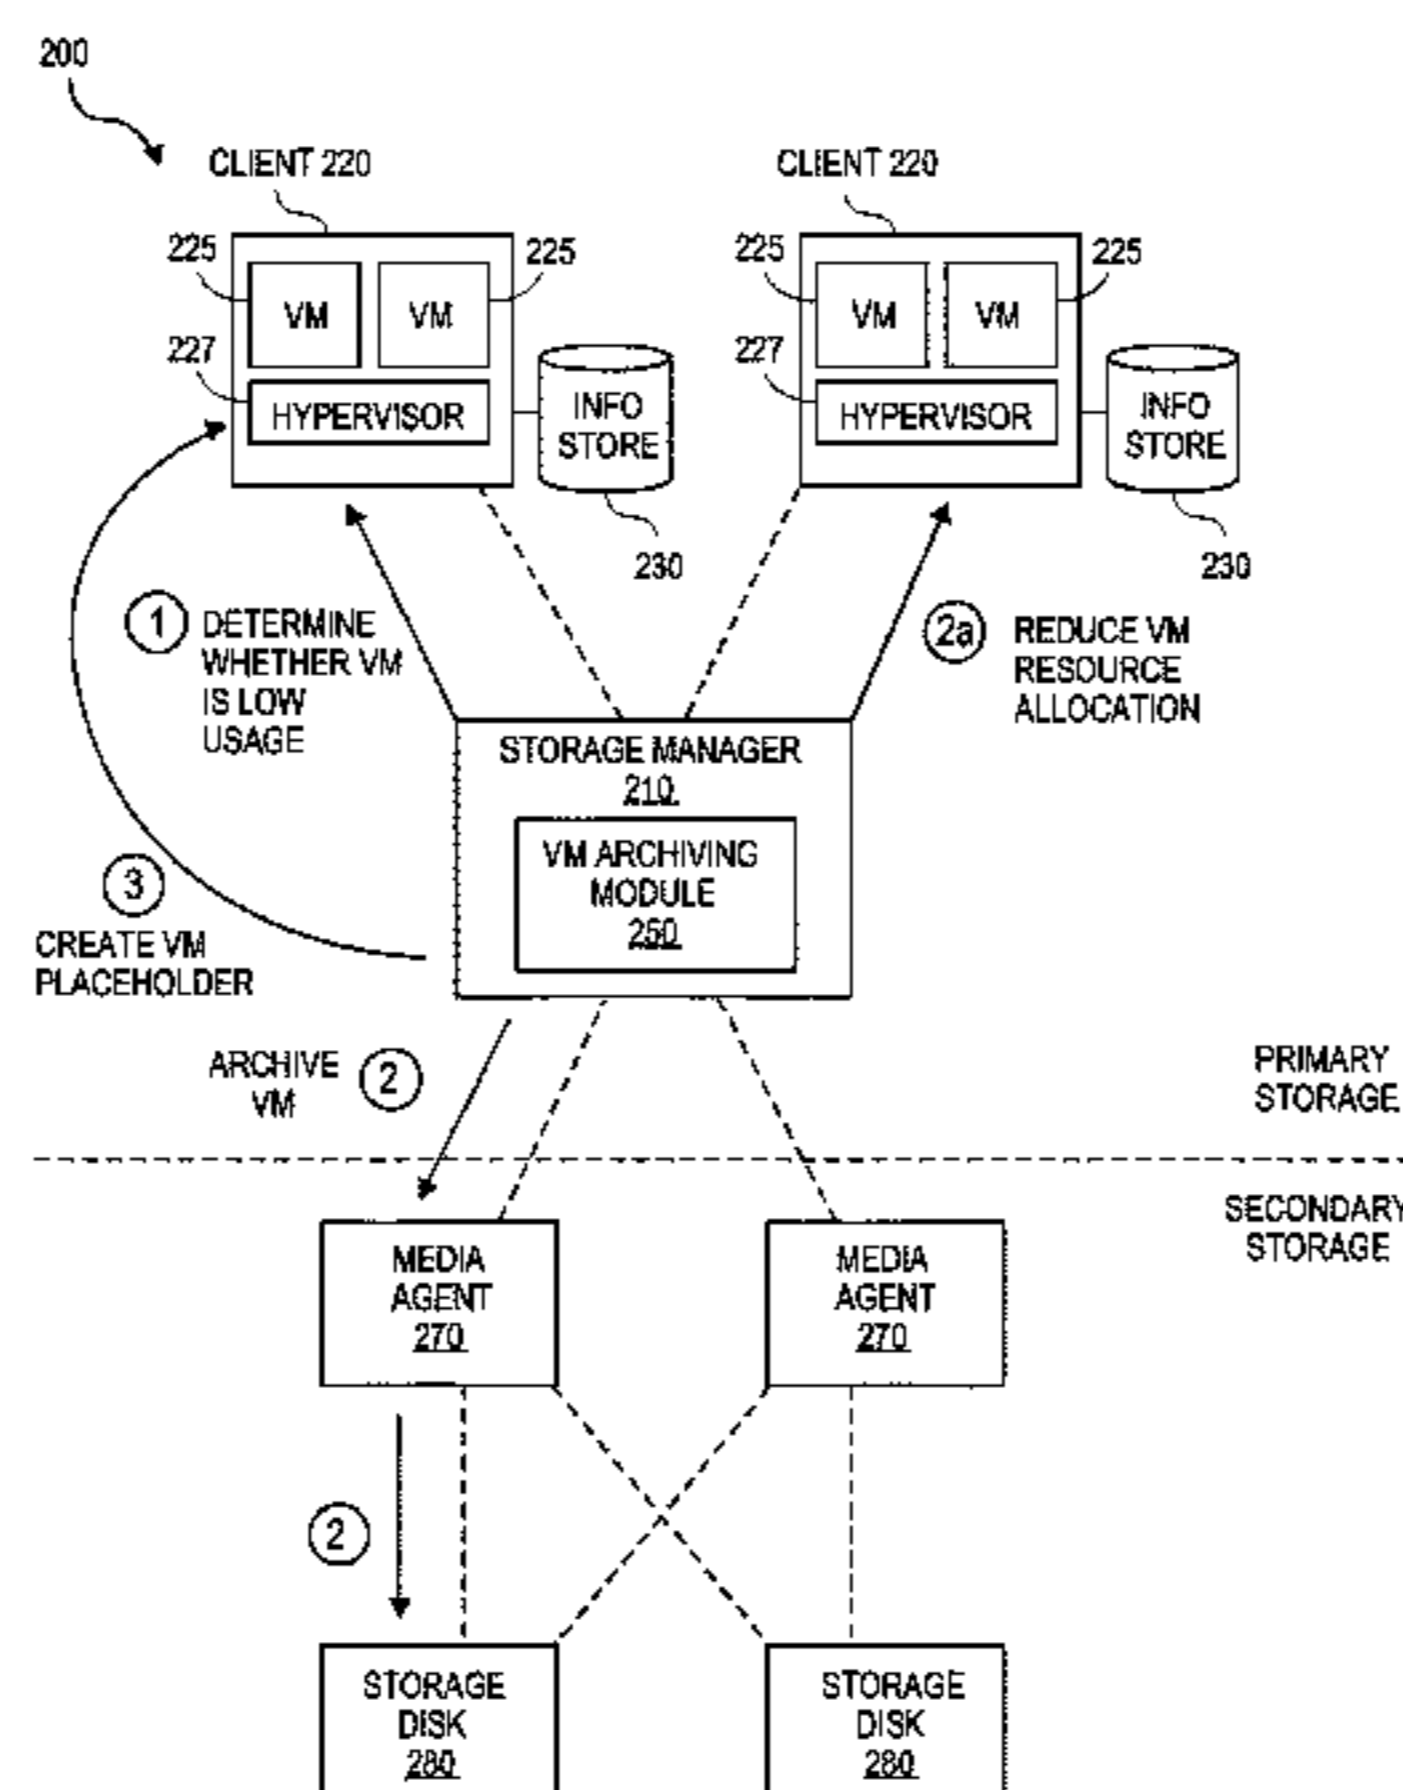 200
CLIENT 220
CLIENT 220
225
225
225
225
VM
VM
VM
VM
227
227
HYPERVISOR
HYPERVISOR
INFO
STORE
INFO
STORE
230
230
1
DETERMINE
WHETHER VM
IS LOW
USAGE
2a
REDUCE VM
RESOURCE
ALLOCATION
STORAGE MANAGER
210
VM ARCHIVING
MODULE
250
3
CREATE VM
PLACEHOLDER
ARCHIVE
VM
2
PRIMARY
STORAGE
SECONDARY
STORAGE
MEDIA
AGENT
270
MEDIA
AGENT
270
2
STORAGE
DISK
280
STORAGE
DISK
280